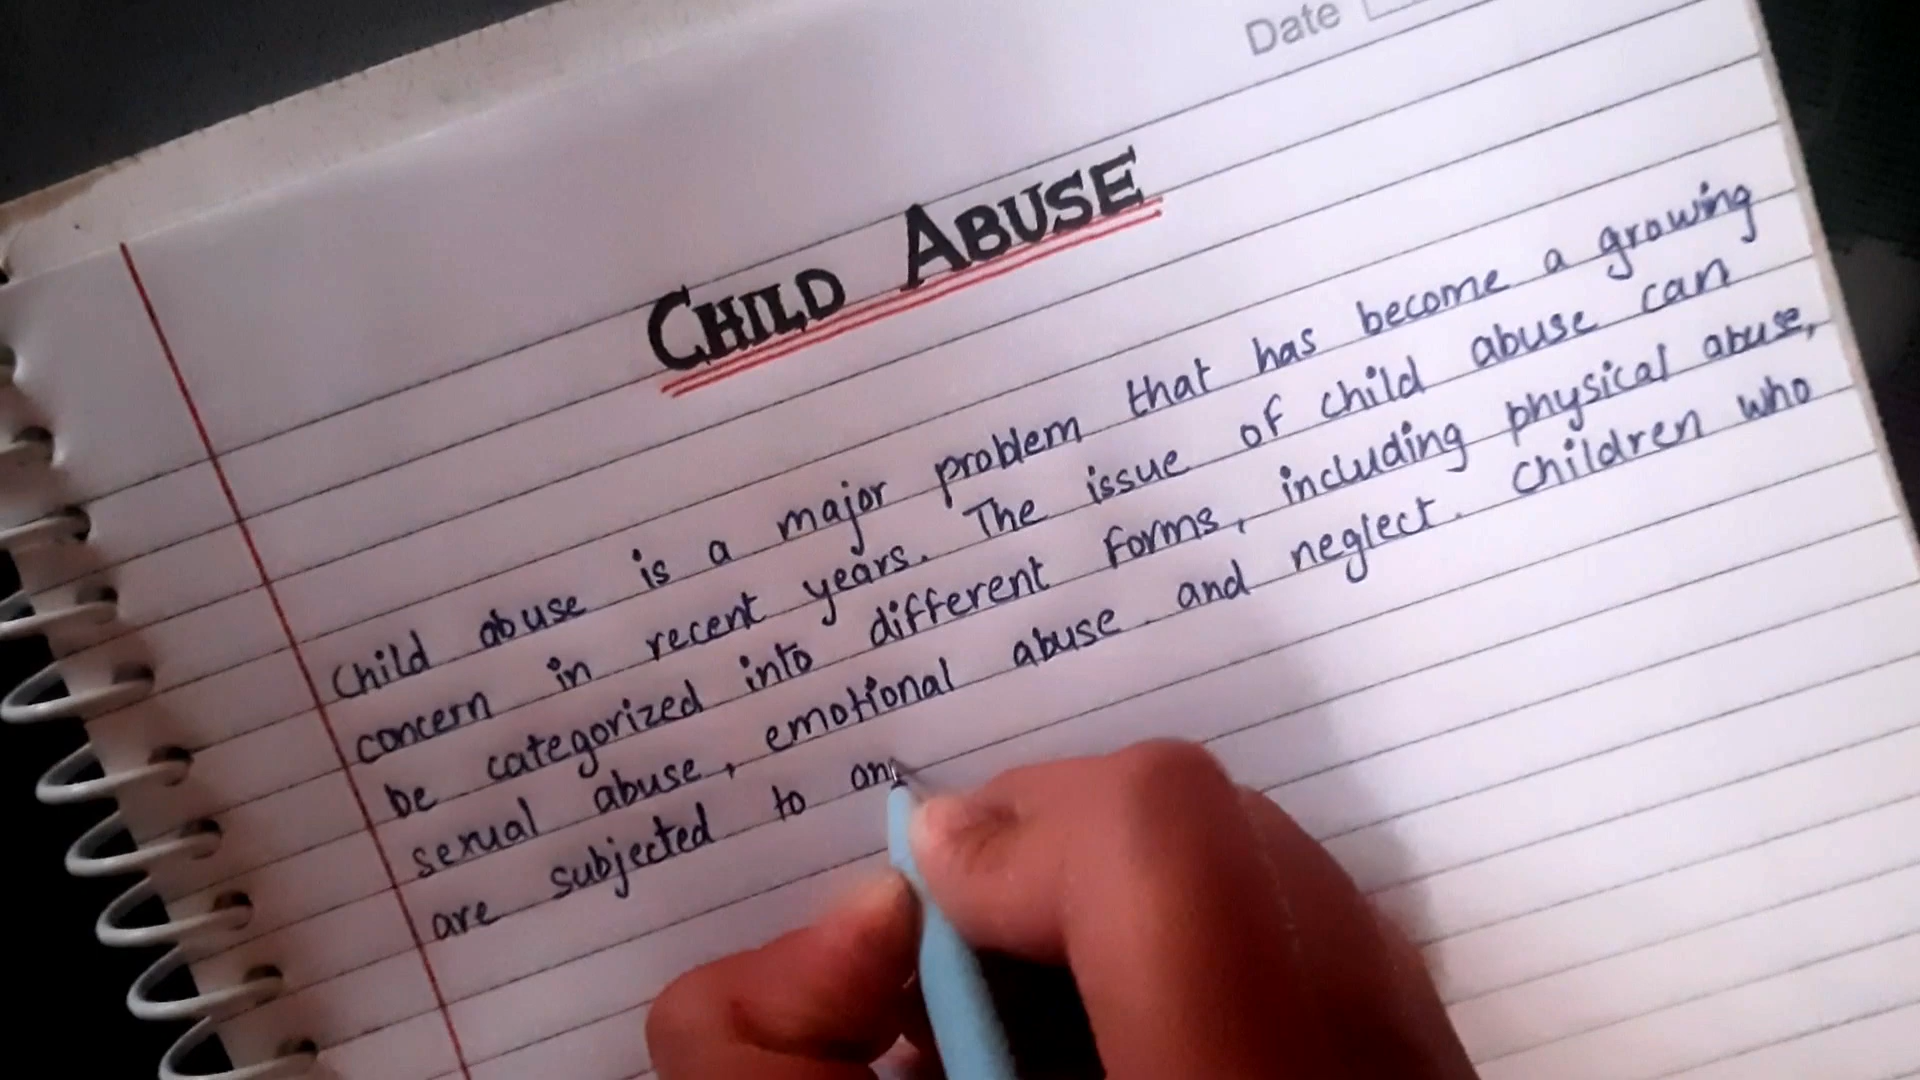 Date
CHILD ABUSE
Child abuse is a major problem that has become a growing
concern in recent years. The issue of child abuse can
be categorized into different forms, including physical abuse,
sexual abuse, emotional abuse and neglect. Children who
are subjected to